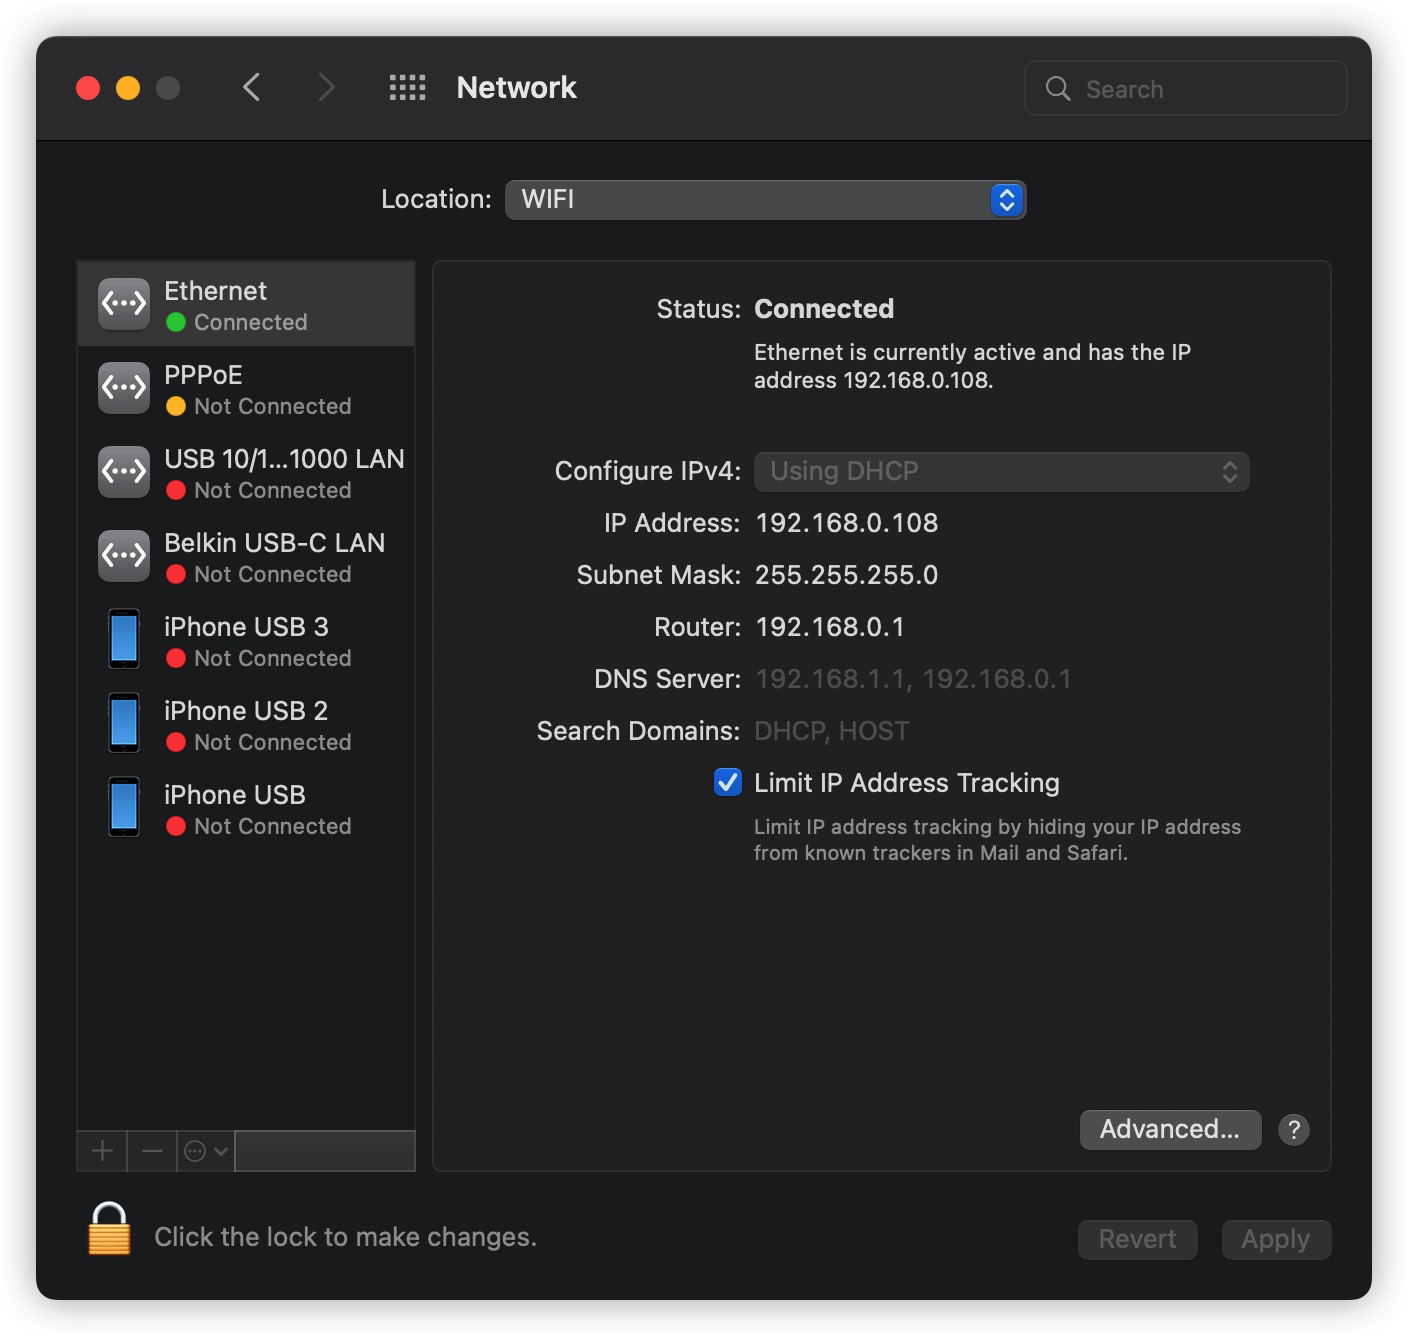 Network
Search
Location: WIFI
Ethernet
Connected
PPPoE
Not Connected
USB 10/1...1000 LAN
Not Connected
Belkin USB-C LAN
Not Connected
iPhone USB 3
Not Connected
iPhone USB 2
Not Connected
iPhone USB
Not Connected
Status: Connected
Ethernet is currently active and has the IP
address 192.168.0.108.
Configure IPv4: Using DHCP
IP Address: 192.168.0.108
Subnet Mask: 255.255.255.0
Router: 192.168.0.1
DNS Server: 192.168.1.1, 192.168.0.1
Search Domains: DHCP, HOST
Limit IP Address Tracking
Limit IP address tracking by hiding your IP address
from known trackers in Mail and Safari.
Advanced... ?
Click the lock to make changes.
Revert Apply